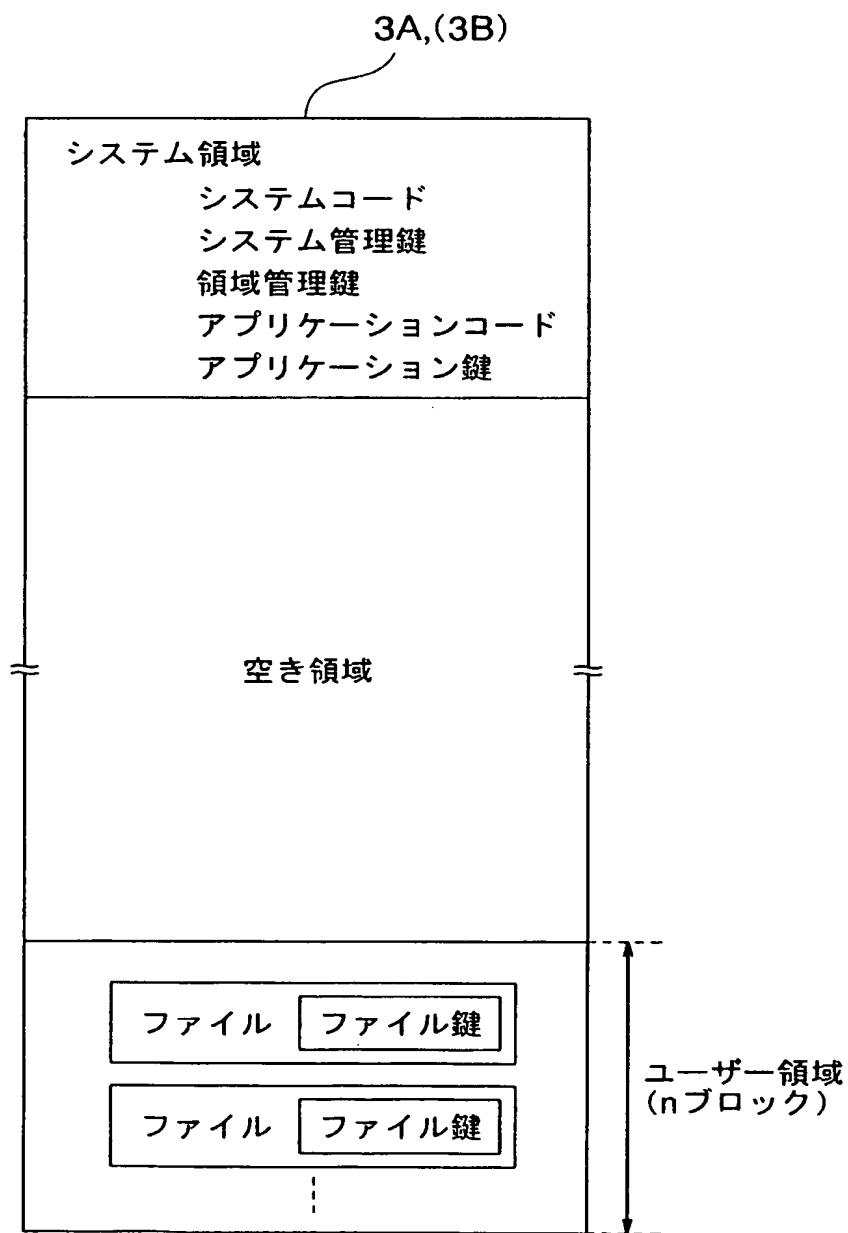 3A,(3B)
システム領域
システムコード
システム管理鍵
領域管理鍵
アプリケーションコード
アプリケーション鍵
空き領域
ファイル ファイル鍵
ファイル ファイル鍵
ユーザー領域
(nブロック)